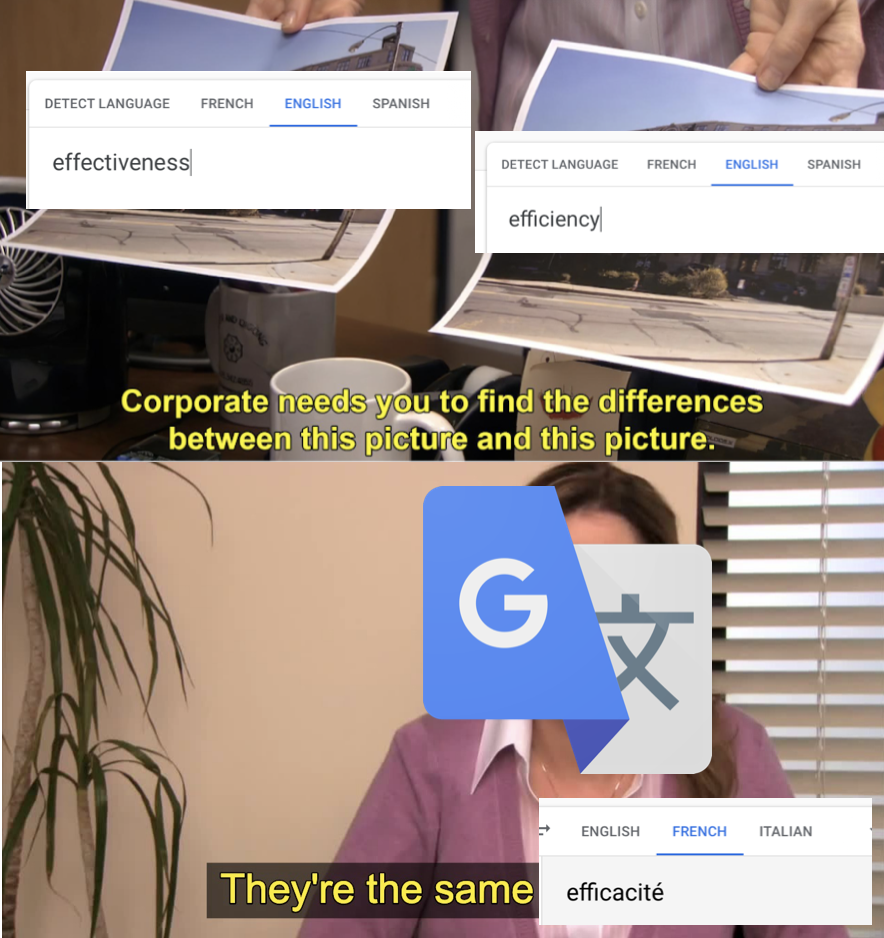 DETECT LANGUAGE FRENCH ENGLISH SPANISH
effectiveness
DETECT LANGUAGE FRENCH ENGLISH SPANISH
efficiency
Corporate needs you to find the differences
between this picture and this picture.
G 文
ENGLISH FRENCH ITALIAN
They're the same
efficacité